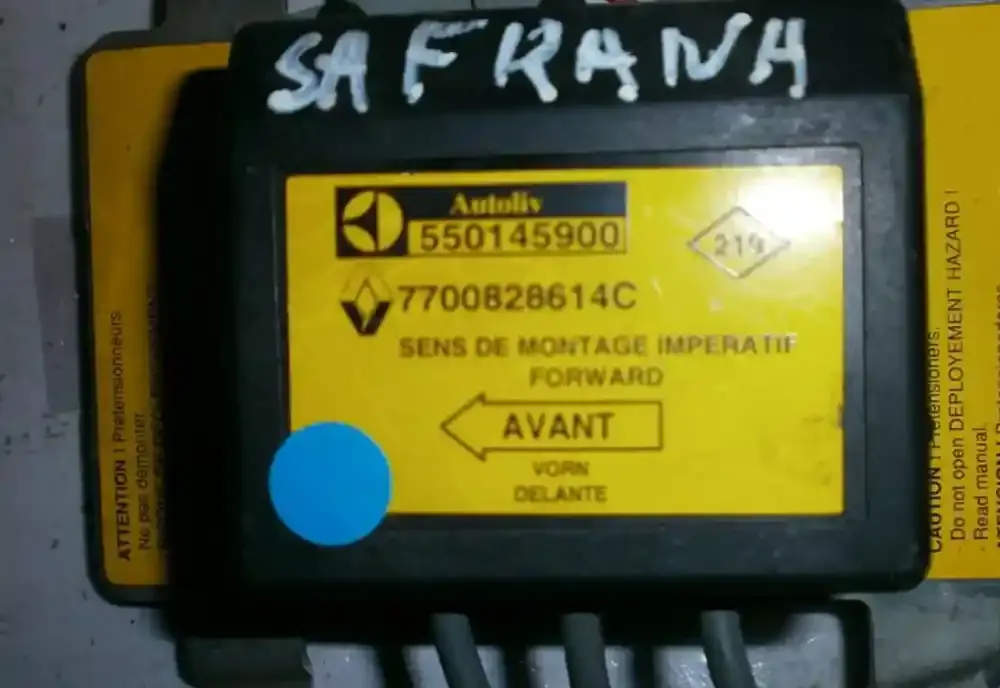 SAFRANA
Autoliv
550145900
219
7700828614C
SENS DE MONTAGE IMPERATIF
FORWARD
AVANT
VORN
DELANTE
ATTENTION ! Prétensionneurs
Ne pas démonter
CAUTION ! Pretensioners.
- Do not open DEPLOYEMENT HAZARD !
- Read manual.